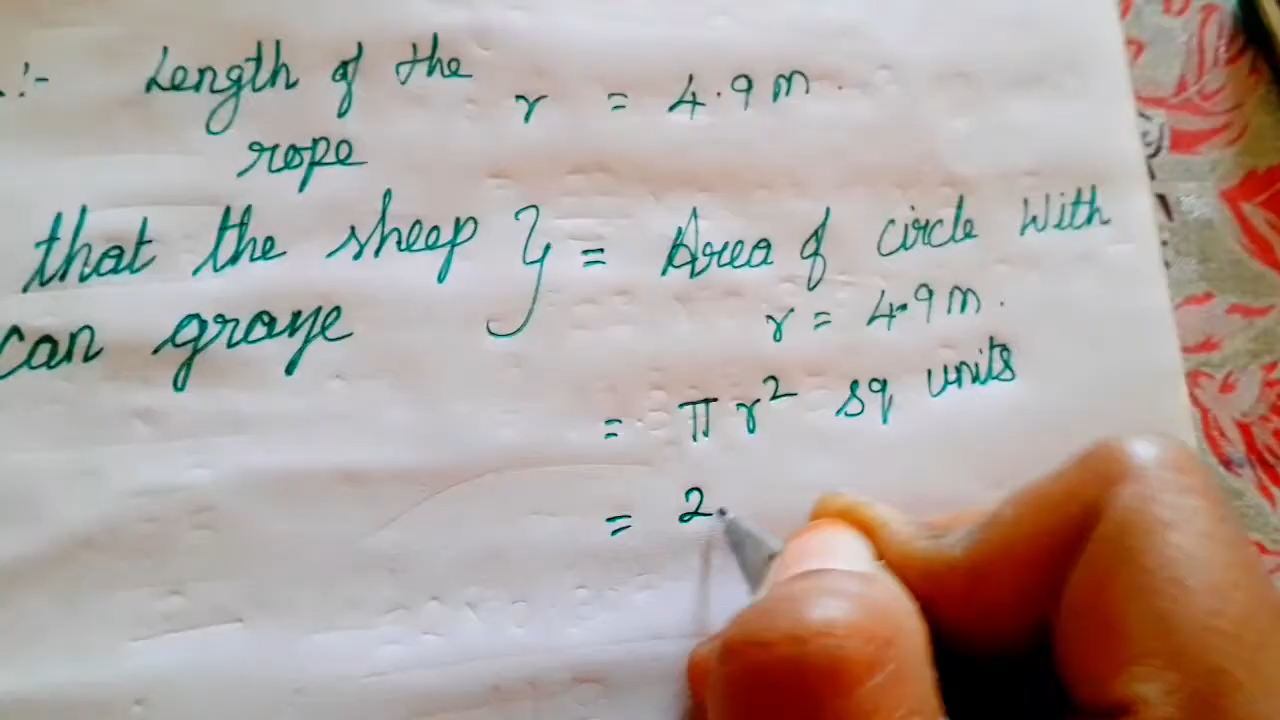 :- Length of the r = 4.9 m.
rope
that the sheep } = Area of circle With
can graze r = 4.9 m.
= π r² sq units
= 2